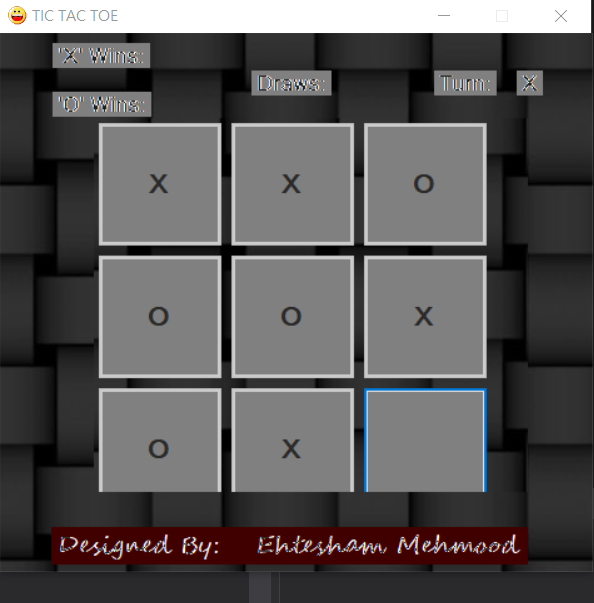 TIC TAC TOE
'X' Wins:
Draws: Turn: X
'O' Wins:
X X O
O O X
O X
Designed By: Ehtesham Mehmood